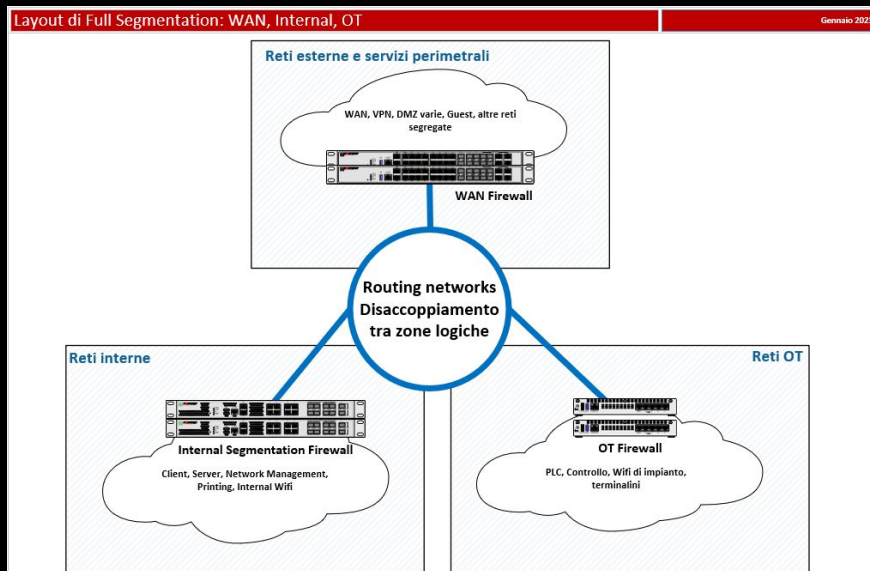 Layout di Full Segmentation: WAN, Internal, OT
Gennaio 2023
Reti esterne e servizi perimetrali
WAN, VPN, DMZ varie, Guest, altre reti
segregate
WAN Firewall
Routing networks
Disaccoppiamento
tra zone logiche
Reti interne
Internal Segmentation Firewall
Client, Server, Network Management,
Printing, Internal Wifi
Reti OT
OT Firewall
PLC, Controllo, Wifi di impianto,
terminalini